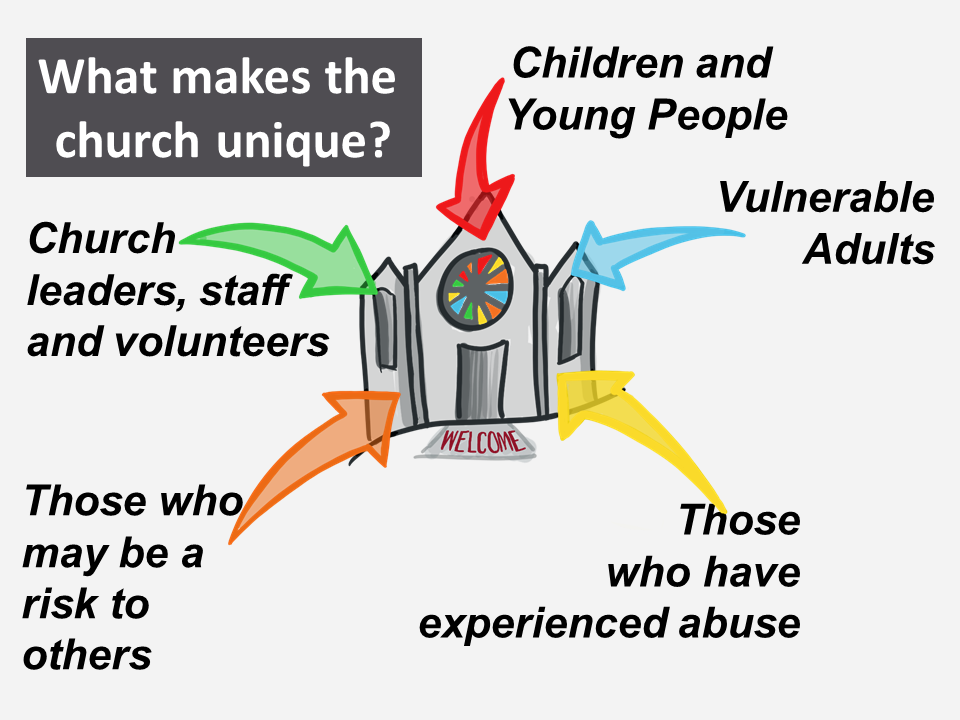 What makes the
church unique?
Children and
Young People
Vulnerable
Adults
Church
leaders, staff
and volunteers
WELCOME
Those who
may be a
risk to
others
Those
who have
experienced abuse